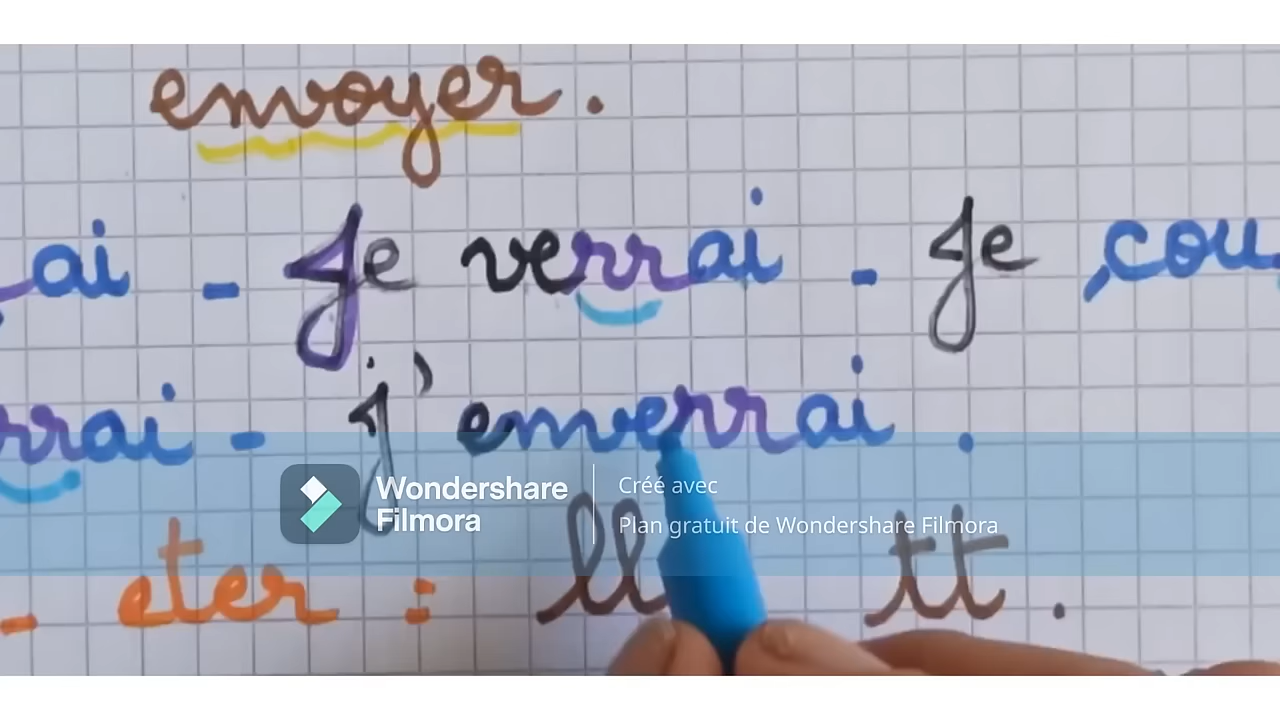 envoyer.
ai - Je verrai - Je cou
rrai - j'enverrai.
Wondershare Filmora
Créé avec
Plan gratuit de Wondershare Filmora
- eter = ll tt.